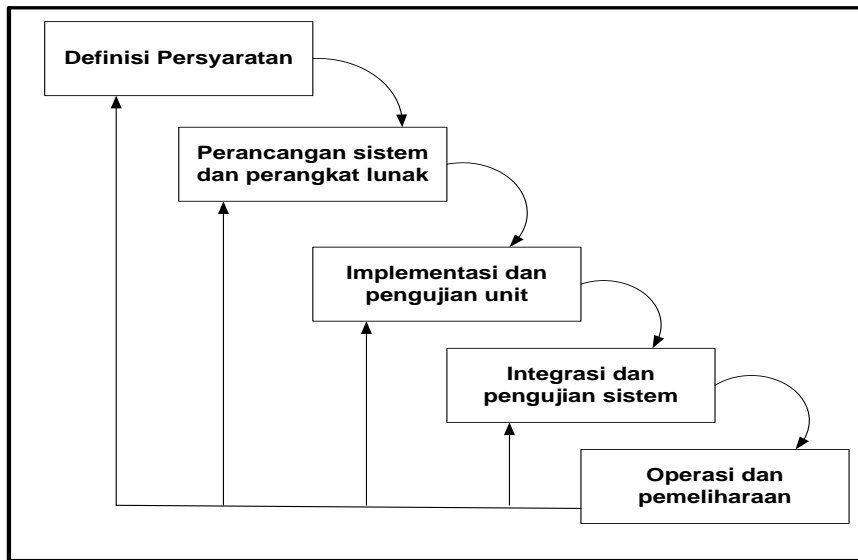 Definisi Persyaratan
Perancangan sistem
dan perangkat lunak
Implementasi dan
pengujian unit
Integrasi dan
pengujian sistem
Operasi dan
pemeliharaan